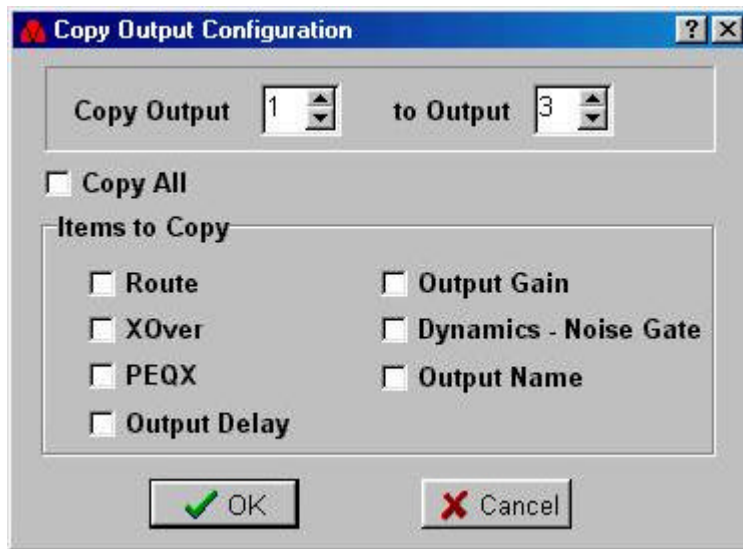 Copy Output Configuration
Copy Output 1 to Output 3
Copy All
Items to Copy
Route
Output Gain
XOver
Dynamics - Noise Gate
PEQX
Output Name
Output Delay
OK
Cancel